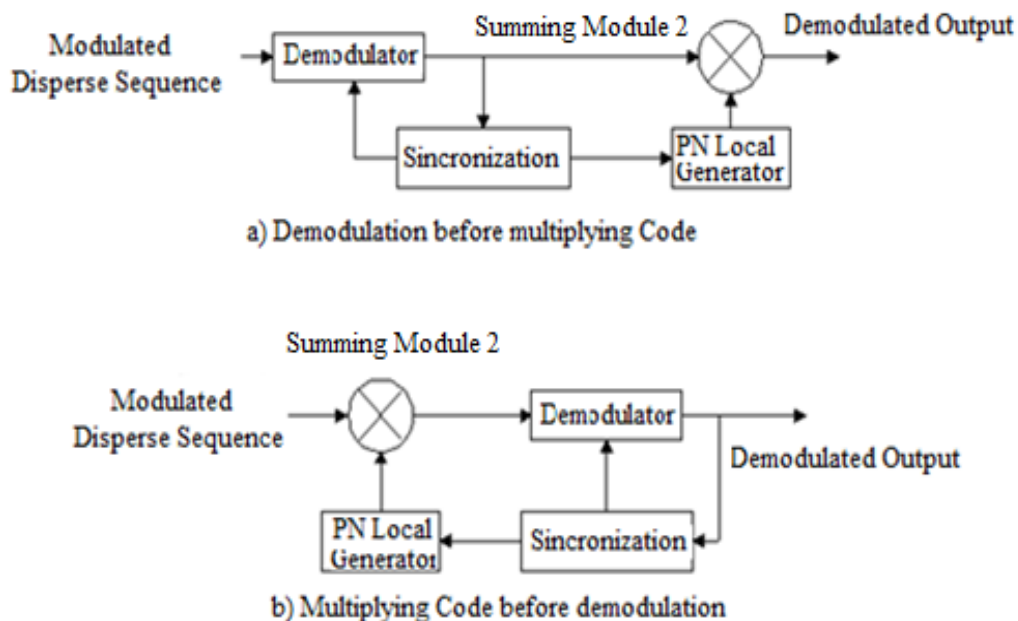 Modulated
Disperse Sequence
Demodulator
Summing Module 2
Demodulated Output
Sincronization
PN Local
Generator
a) Demodulation before multiplying Code
Summing Module 2
Modulated
Disperse Sequence
Demodulator
Demodulated Output
PN Local
Generator
Sincronization
b) Multiplying Code before demodulation